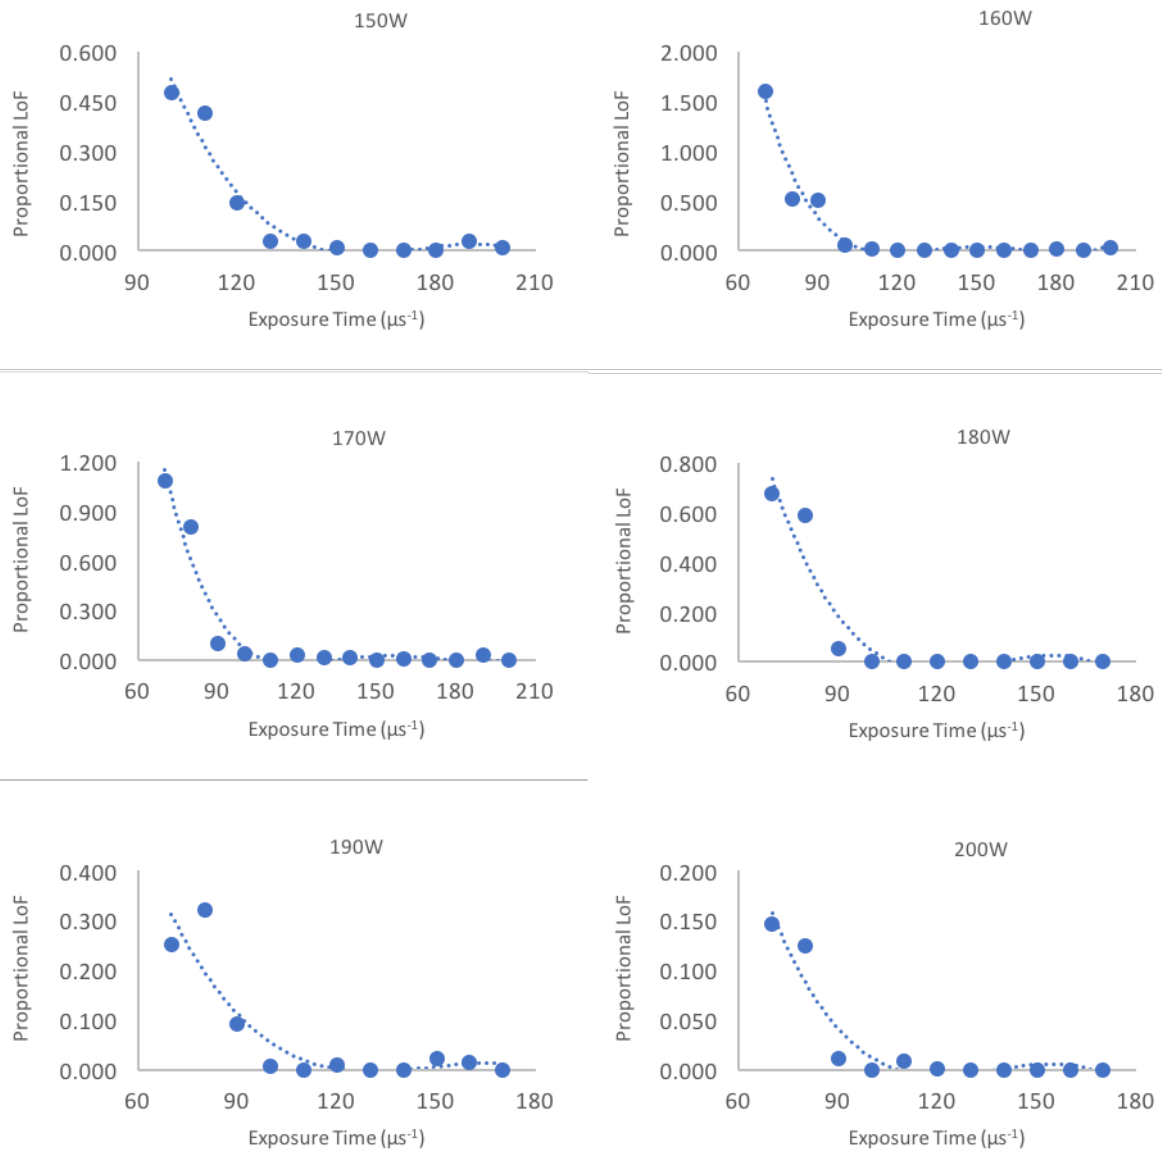 150W
0.600
0.450
0.300
0.150
0.000
90 120 150 180 210
Proportional LoF
Exposure Time (µs⁻¹)
160W
2.000
1.500
1.000
0.500
0.000
60 90 120 150 180 210
Proportional LoF
Exposure Time (µs⁻¹)
170W
1.200
0.900
0.600
0.300
0.000
60 90 120 150 180 210
Proportional LoF
Exposure Time (µs⁻¹)
180W
0.800
0.600
0.400
0.200
0.000
60 90 120 150 180
Proportional LoF
Exposure Time (µs⁻¹)
190W
0.400
0.300
0.200
0.100
0.000
60 90 120 150 180
Proportional LoF
Exposure Time (µs⁻¹)
200W
0.200
0.150
0.100
0.050
0.000
60 90 120 150 180
Proportional LoF
Exposure Time (µs⁻¹)